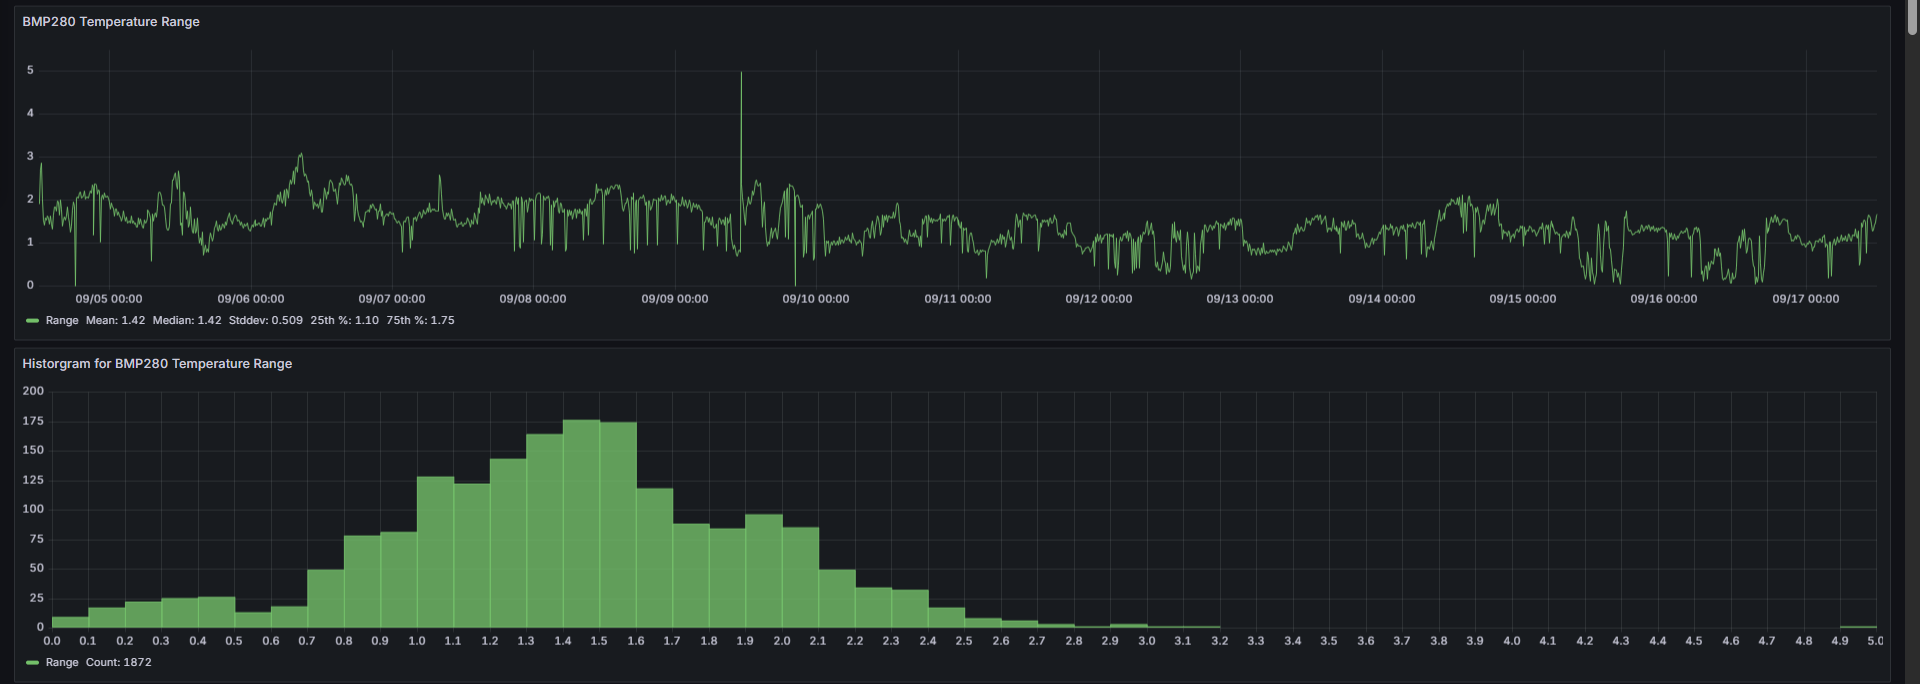 BMP280 Temperature Range
5
4
3
2
1
0
09/05 00:00 09/06 00:00 09/07 00:00 09/08 00:00 09/09 00:00 09/10 00:00 09/11 00:00 09/12 00:00 09/13 00:00 09/14 00:00 09/15 00:00 09/16 00:00 09/17 00:00
Range Mean: 1.42 Median: 1.42 Stddev: 0.509 25th %: 1.10 75th %: 1.75
Historgram for BMP280 Temperature Range
200
175
150
125
100
75
50
25
0
0.0 0.1 0.2 0.3 0.4 0.5 0.6 0.7 0.8 0.9 1.0 1.1 1.2 1.3 1.4 1.5 1.6 1.7 1.8 1.9 2.0 2.1 2.2 2.3 2.4 2.5 2.6 2.7 2.8 2.9 3.0 3.1 3.2 3.3 3.4 3.5 3.6 3.7 3.8 3.9 4.0 4.1 4.2 4.3 4.4 4.5 4.6 4.7 4.8 4.9 5.0
Range Count: 1872